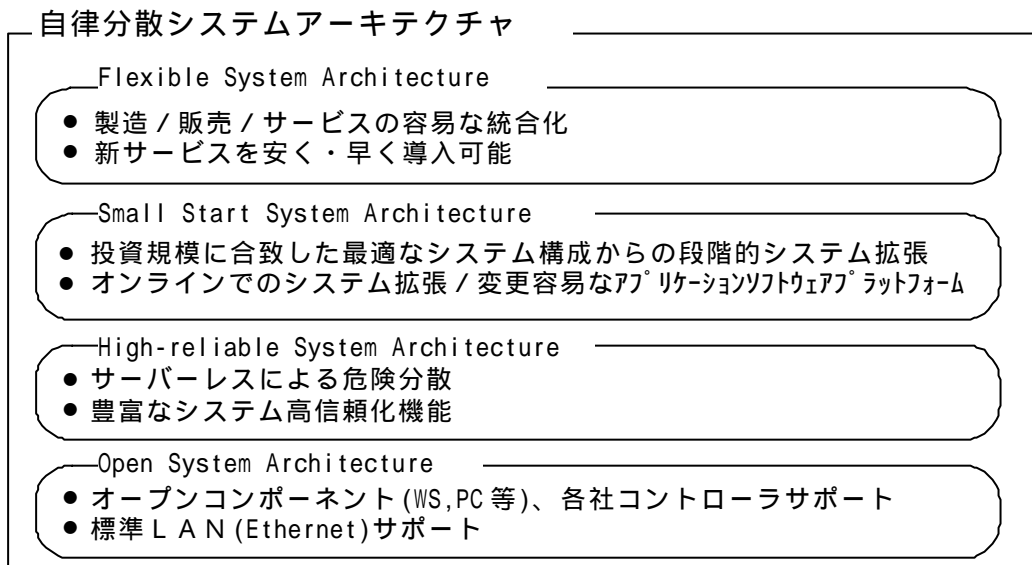 自律分散システムアーキテクチャ
Flexible System Architecture
● 製造／販売／サービスの容易な統合化
● 新サービスを安く・早く導入可能
Small Start System Architecture
● 投資規模に合致した最適なシステム構成からの段階的システム拡張
● オンラインでのシステム拡張／変更容易なｱﾌﾟﾘｹｰｼｮﾝｿﾌﾄｳｪｱﾌﾟﾗｯﾄﾌｫｰﾑ
High-reliable System Architecture
● サーバーレスによる危険分散
● 豊富なシステム高信頼化機能
Open System Architecture
● オープンコンポーネント(WS,PC等)、各社コントローラサポート
● 標準ＬＡＮ(Ethernet)サポート